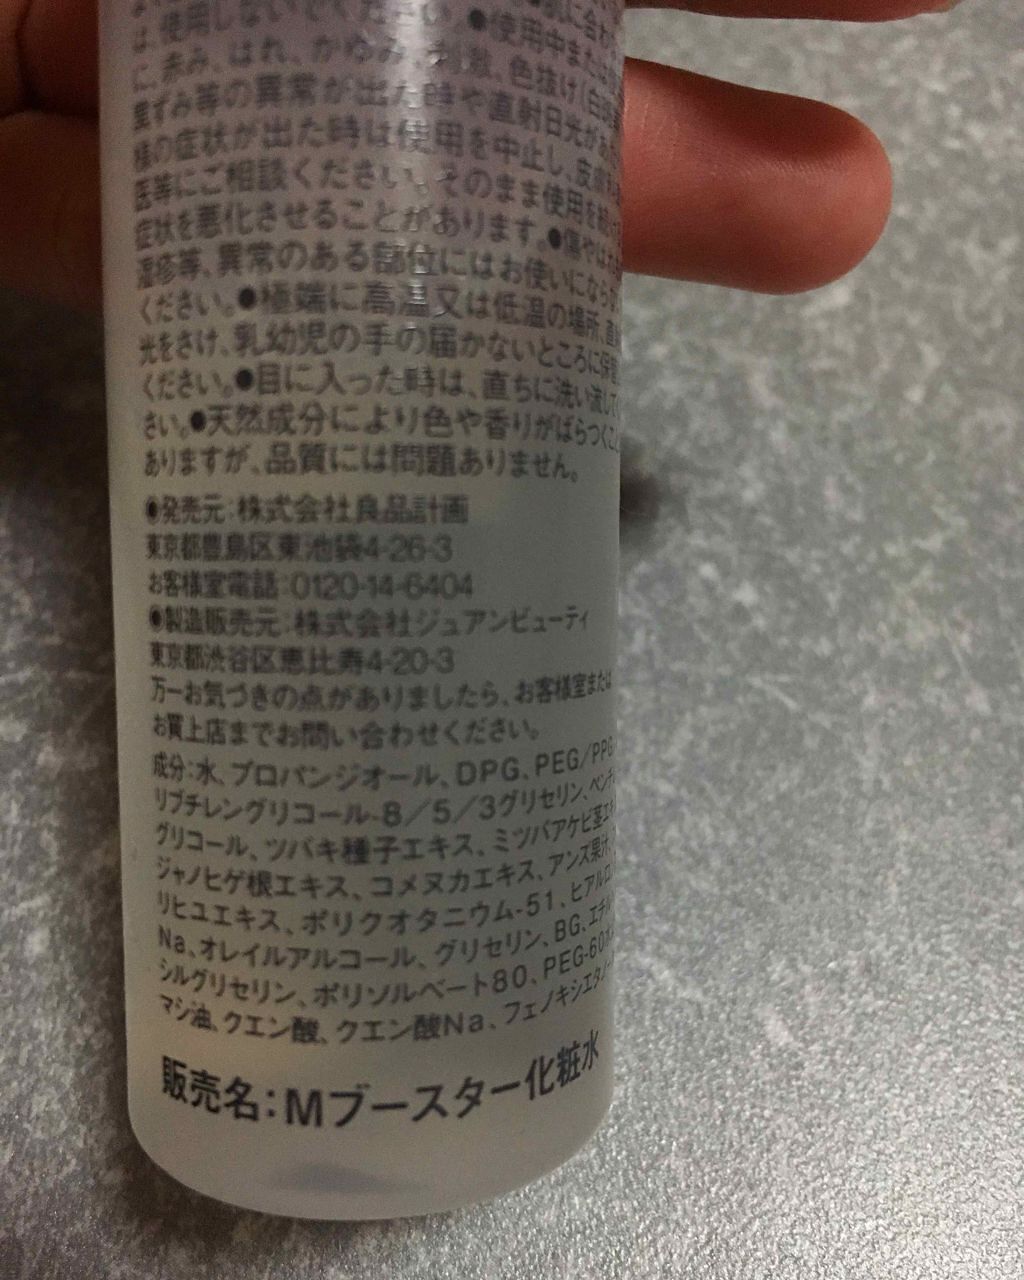 肌に合わ
は、使用しないでください。●使用中または
に、赤み、はれ、かゆみ、刺激、色抜け(白斑
黒ずみ等の異常が出た時や直射日光が
様の症状が出た時は使用を中止し、皮膚
医等にご相談ください。そのまま使用を続
症状を悪化させることがあります。●傷やはれ
湿疹等、異常のある部位にはお使いにならな
ください。●極端に高温又は低温の場所、直射
光をさけ、乳幼児の手の届かないところに保管
ください。●目に入った時は、直ちに洗い流して
さい。●天然成分により色や香りがばらつくこと
ありますが、品質には問題ありません。
●発売元:株式会社良品計画
東京都豊島区東池袋4-26-3
お客様室電話:0120-14-6404
●製造販売元:株式会社ジュアンビューティ
東京都渋谷区恵比寿4-20-3
万一お気づきの点がありましたら、お客様室または
お買上店までお問い合わせください。
成分:水、プロパンジオール、DPG、PEG/PPG
リブチレングリコール-8/5/3グリセリン、ペンチ
グリコール、ツバキ種子エキス、ミツバアケビ茎エキ
ジャノヒゲ根エキス、コメヌカエキス、アンズ果汁、
リヒユエキス、ポリクオタニウム-51、ヒアルロ
Na、オレイルアルコール、グリセリン、BG、エチル
シルグリセリン、ポリソルベート80、PEG-60
マシ油、クエン酸、クエン酸Na、フェノキシエタノー
販売名:Mブースター化粧水